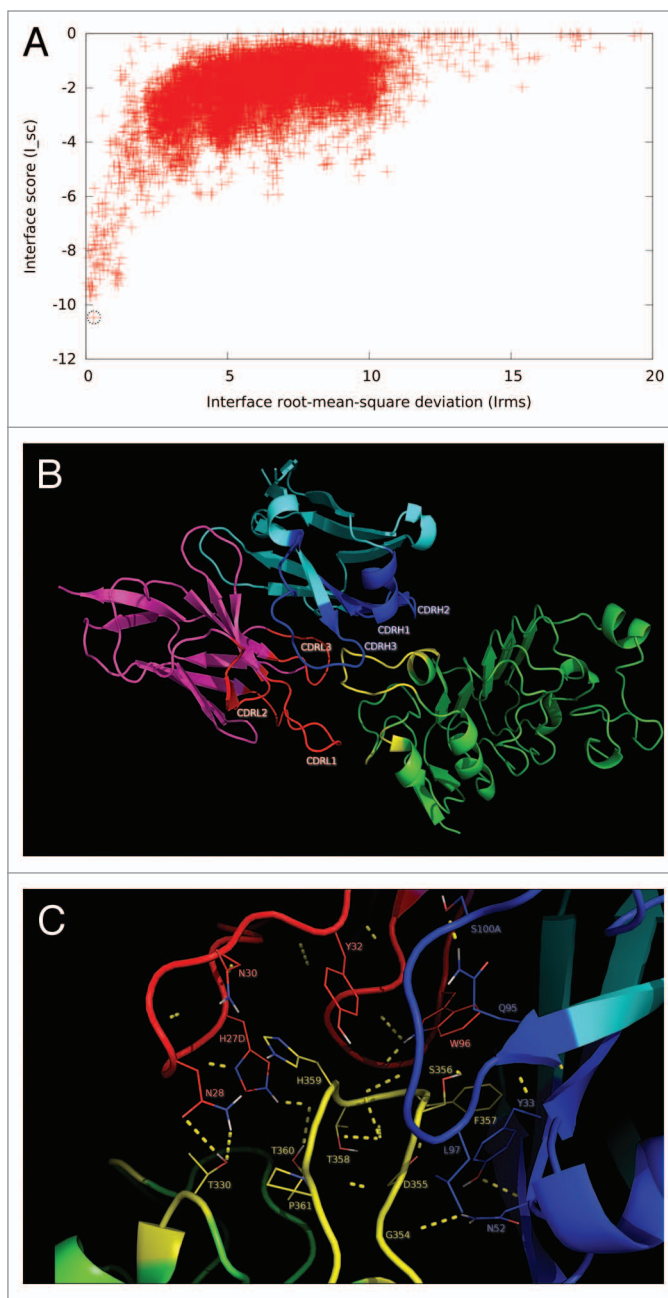 A
0
-2
-4
-6
-8
-10
-12
Interface score (I_sc)
0 5 10 15 20
Interface root-mean-square deviation (Irms)
B
CDRH2
CDRH1
CDRL3 CDRH3
CDRL2
CDRL1
C
S100A
Y32
N30
Q95
H27D
W96
H359 S356
N28
F357 Y33
T360 T358 L97
T330 D355
P361
N52
G354